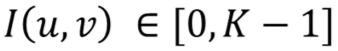 I(u, v) ∈ [0, K − 1]